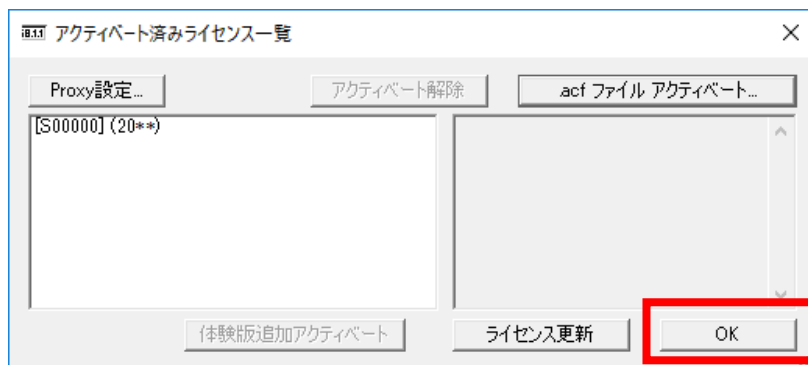 アクティベート済みライセンス一覧
Proxy設定...
アクティベート解除
.acf ファイル アクティベート...
[S00000] (20**)
体験版追加アクティベート
ライセンス更新
OK